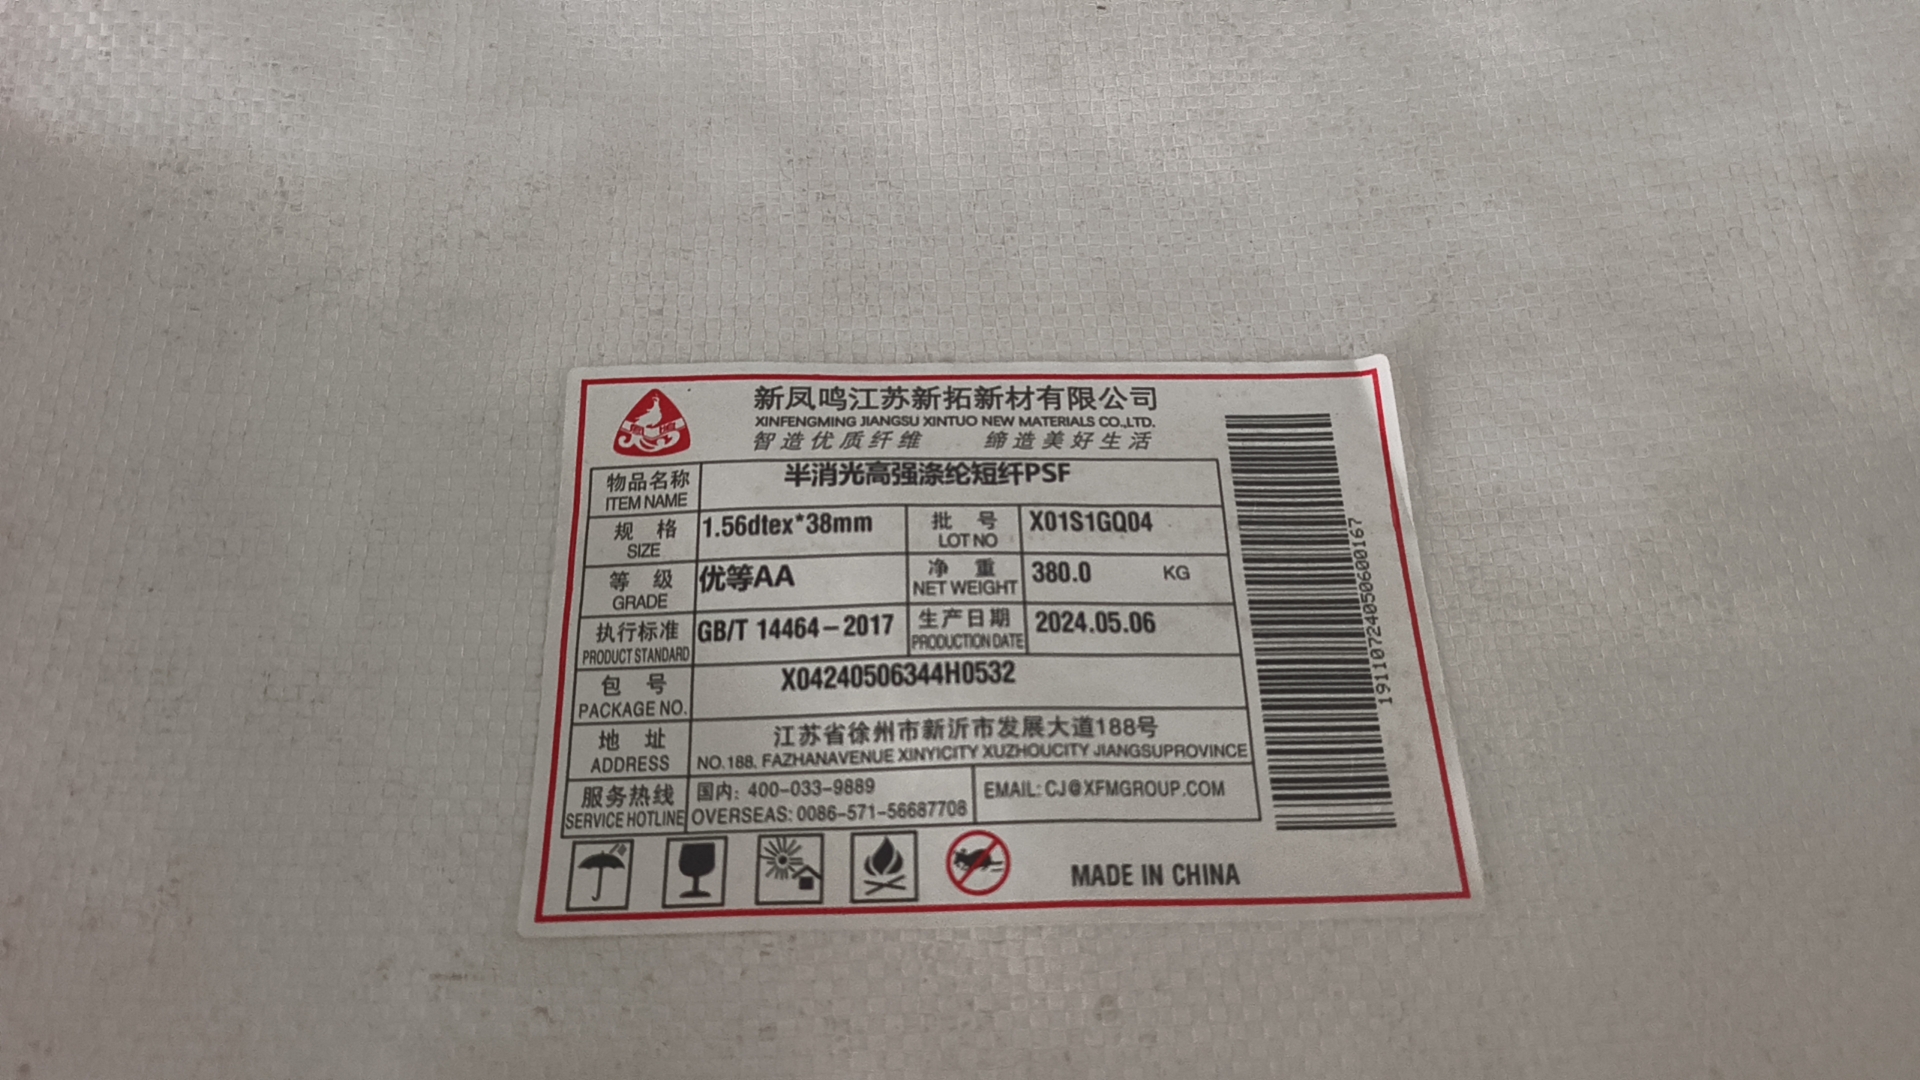 新凤鸣江苏新拓新材有限公司
XINFENGMING JIANGSU XINTUO NEW MATERIALS CO.,LTD.
智造优质纤维 缔造美好生活
物品名称 半消光高强涤纶短纤PSF
ITEM NAME
规 格 1.56dtex*38mm 批 号 X01S1GQ04
SIZE LOT NO
等 级 优等AA 净 重 380.0 KG
GRADE NET WEIGHT
执行标准 GB/T 14464-2017 生产日期 2024.05.06
PRODUCT STANDARD PRODUCTION DATE
包 号 X04240506344H0532
PACKAGE NO.
地 址 江苏省徐州市新沂市发展大道188号
ADDRESS NO.188, FAZHANAVENUE XINYICITY XUZHOUCITY JIANGSUPROVINCE
服务热线 国内: 400-033-9889 EMAIL: CJ@XFMGROUP.COM
SERVICE HOTLINE OVERSEAS: 0086-571-56687708
MADE IN CHINA
19110724050600167